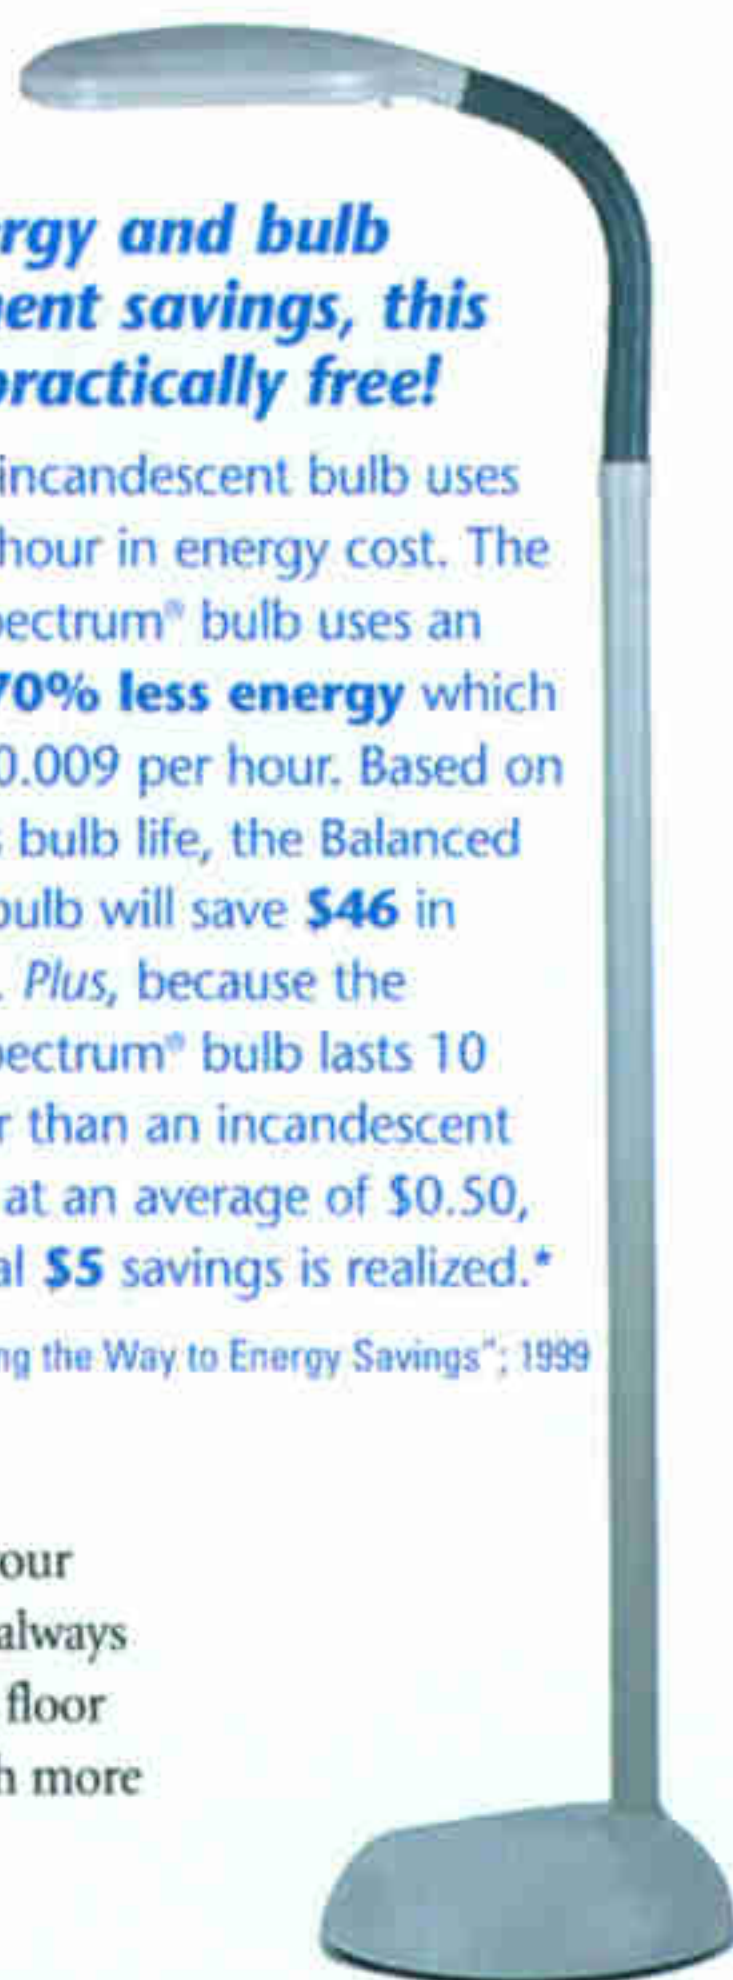 rgy and bulb
ent savings, this
practically free!
incandescent bulb uses
hour in energy cost. The
pectrum® bulb uses an
70% less energy which
0.009 per hour. Based on
s bulb life, the Balanced
bulb will save $46 in
. Plus, because the
pectrum® bulb lasts 10
r than an incandescent
at an average of $0.50,
al $5 savings is realized.*
ng the Way to Energy Savings"; 1999
our
always
floor
h more